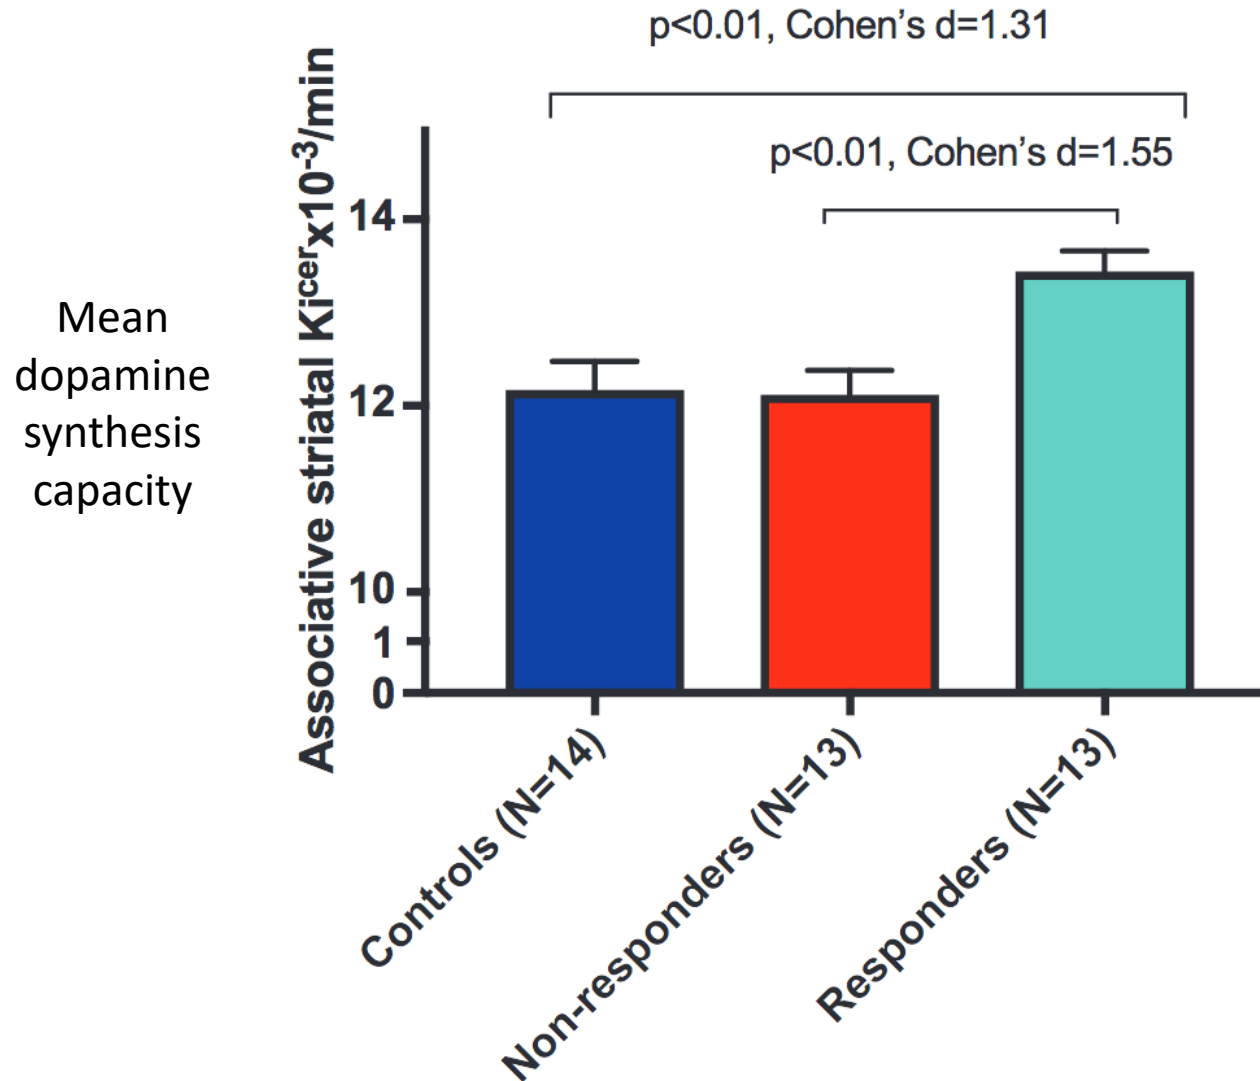 p<0.01, Cohen's d=1.31
p<0.01, Cohen's d=1.55
Mean
dopamine
synthesis
capacity
Associative striatal Ki^cer x10^-3/min
14
12
10
1
0
Controls (N=14)
Non-responders (N=13)
Responders (N=13)